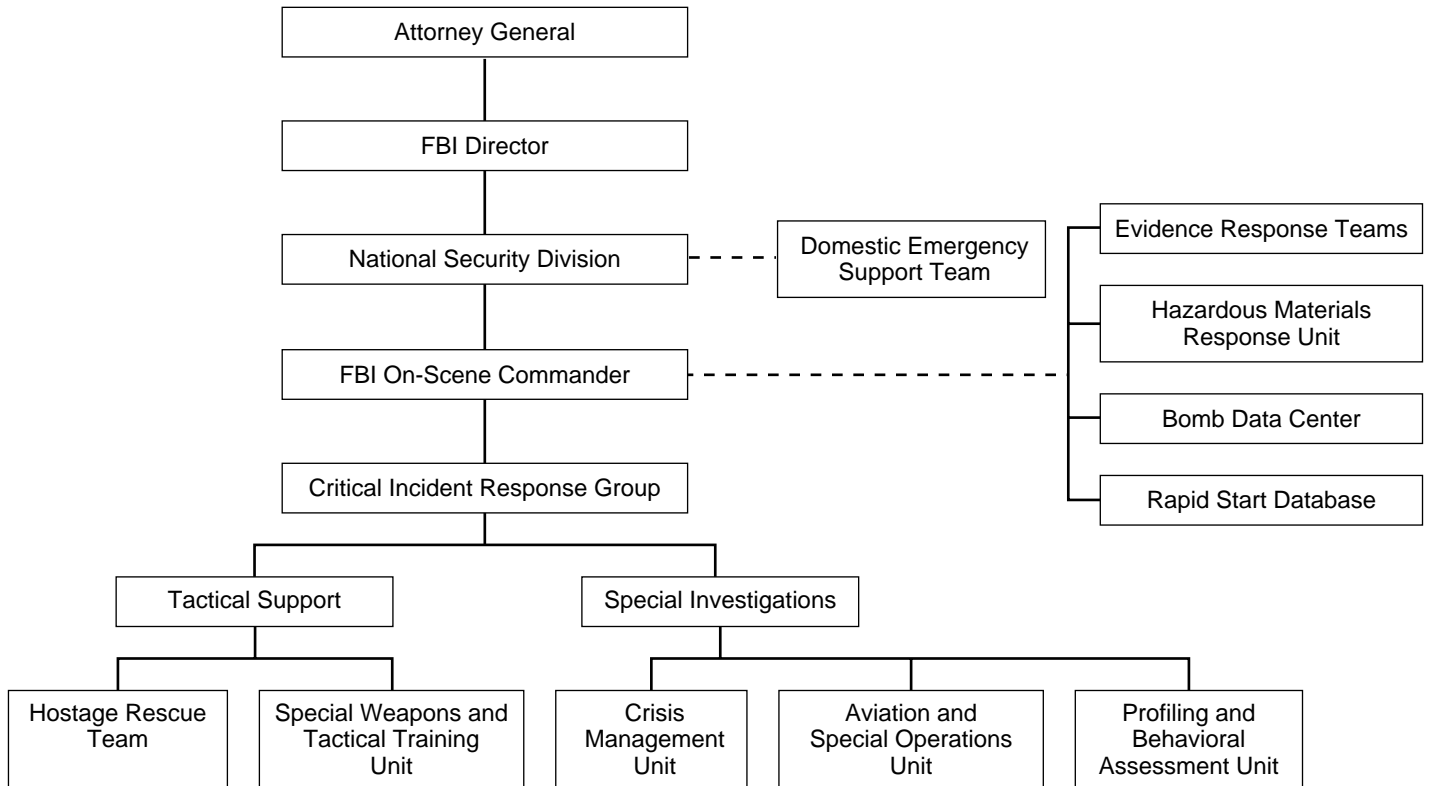 Attorney General
FBI Director
National Security Division
Domestic Emergency
Support Team
FBI On-Scene Commander
Evidence Response Teams
Hazardous Materials
Response Unit
Bomb Data Center
Rapid Start Database
Critical Incident Response Group
Tactical Support
Special Investigations
Hostage Rescue
Team
Special Weapons and
Tactical Training
Unit
Crisis
Management
Unit
Aviation and
Special Operations
Unit
Profiling and
Behavioral
Assessment Unit